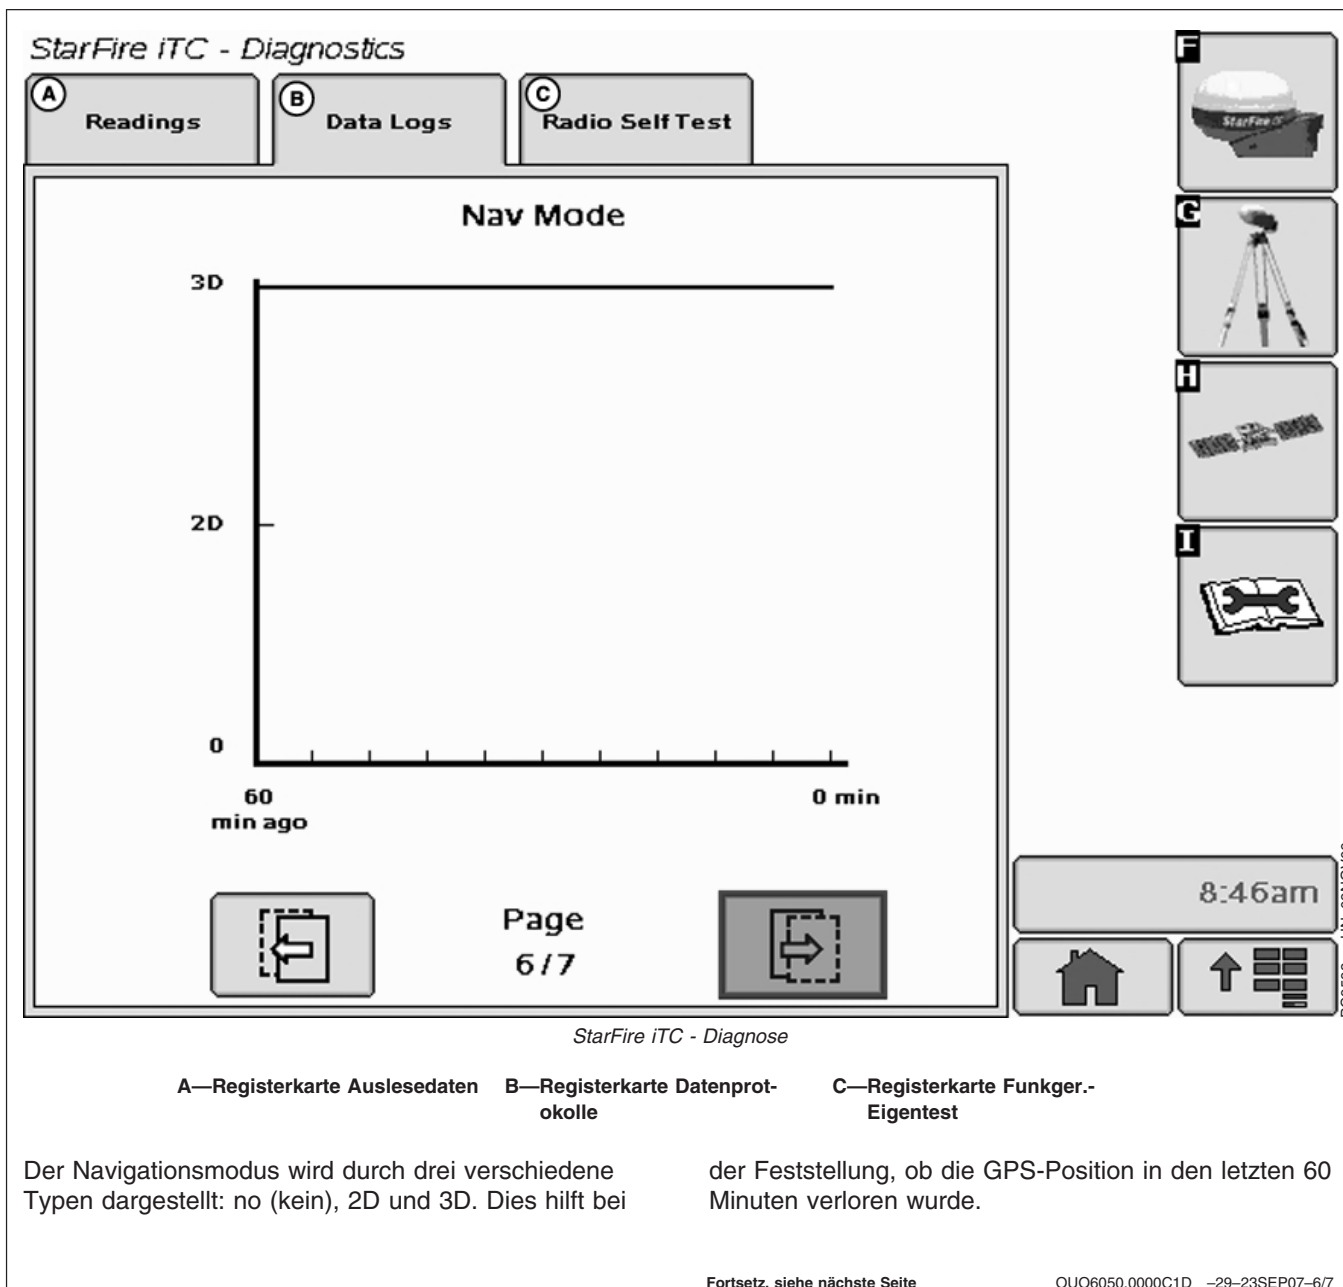 StarFire iTC - Diagnostics
A
Readings
B
Data Logs
C
Radio Self Test
Nav Mode
3D
2D
0
60
min ago
0 min
Page
6/7
F
StarFire
G
H
I
8:46am
StarFire iTC - Diagnose
A—Registerkarte Auslesedaten
B—Registerkarte Datenprot-
okolle
C—Registerkarte Funkger.-
Eigentest
Der Navigationsmodus wird durch drei verschiedene
Typen dargestellt: no (kein), 2D und 3D. Dies hilft bei
der Feststellung, ob die GPS-Position in den letzten 60
Minuten verloren wurde.
Fortsetz. siehe nächste Seite
OUO6050,0000C1D –29–23SEP07–6/7